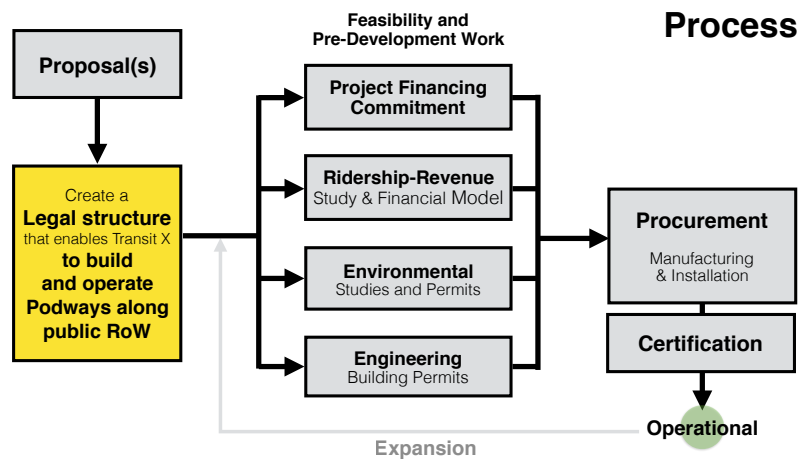 Process
Feasibility and
Pre-Development Work
Proposal(s)
Create a
Legal structure
that enables Transit X
to build
and operate
Podways along
public RoW
Project Financing
Commitment
Ridership-Revenue
Study & Financial Model
Environmental
Studies and Permits
Engineering
Building Permits
Procurement
Manufacturing
& Installation
Certification
Operational
Expansion